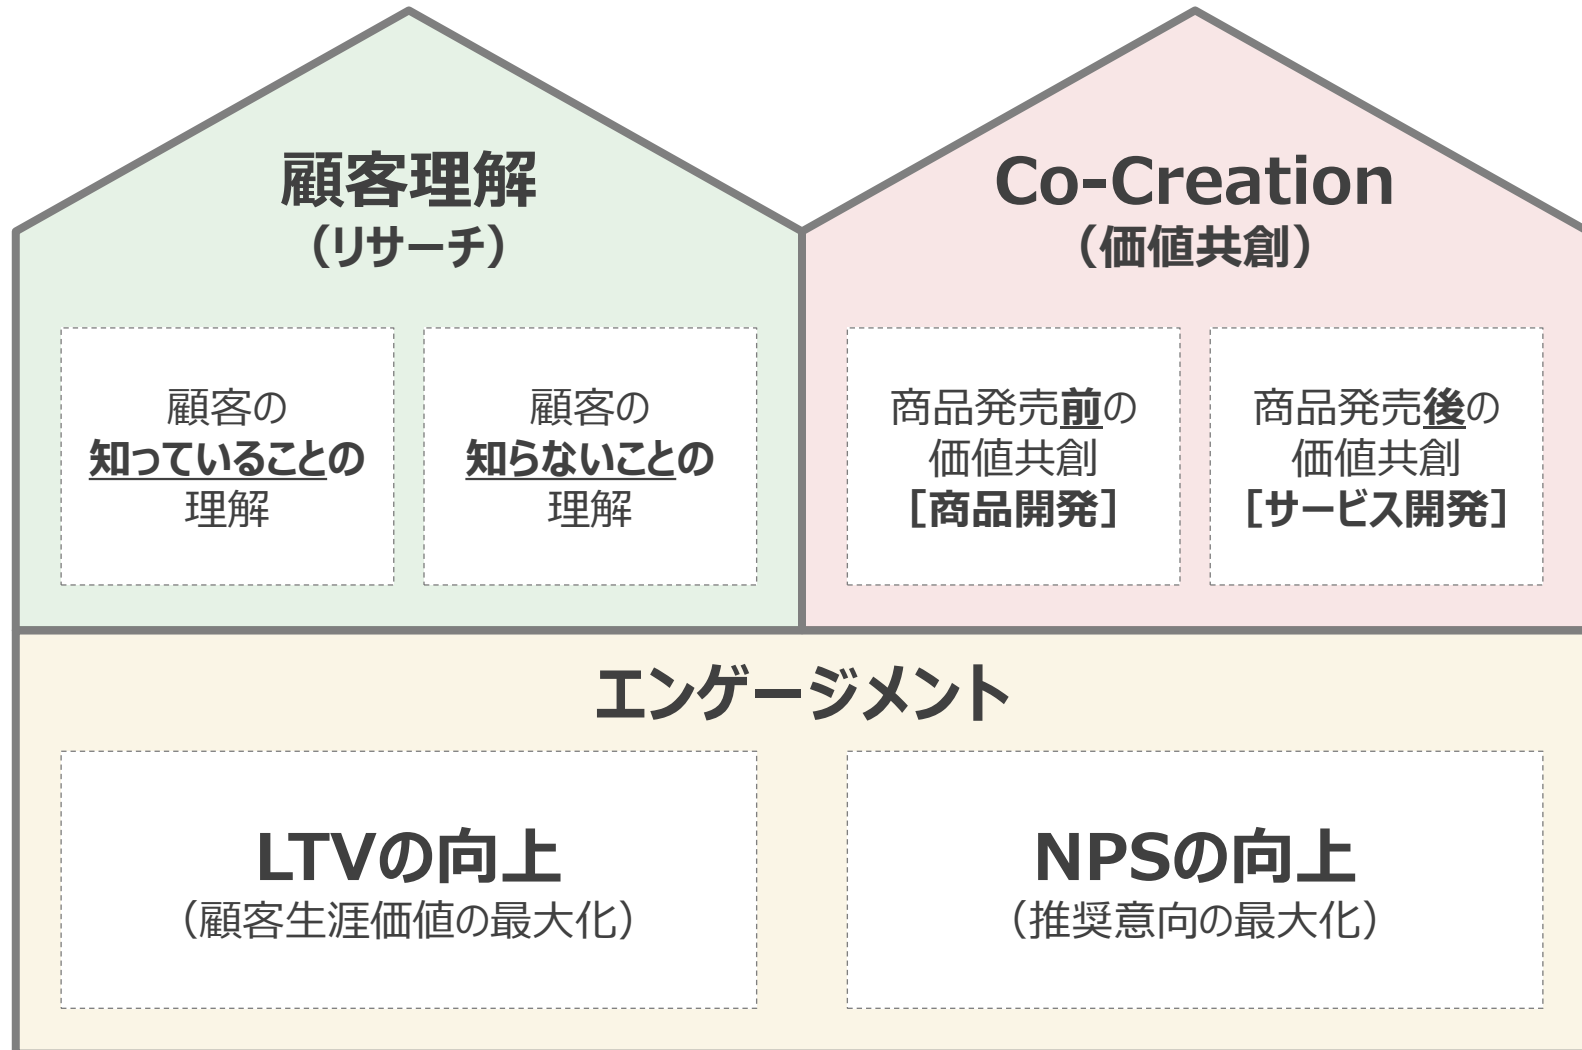 顧客理解
（リサーチ）
顧客の
知っていることの
理解
顧客の
知らないことの
理解
Co-Creation
（価値共創）
商品発売前の
価値共創
［商品開発］
商品発売後の
価値共創
［サービス開発］
エンゲージメント
LTVの向上
（顧客生涯価値の最大化）
NPSの向上
（推奨意向の最大化）